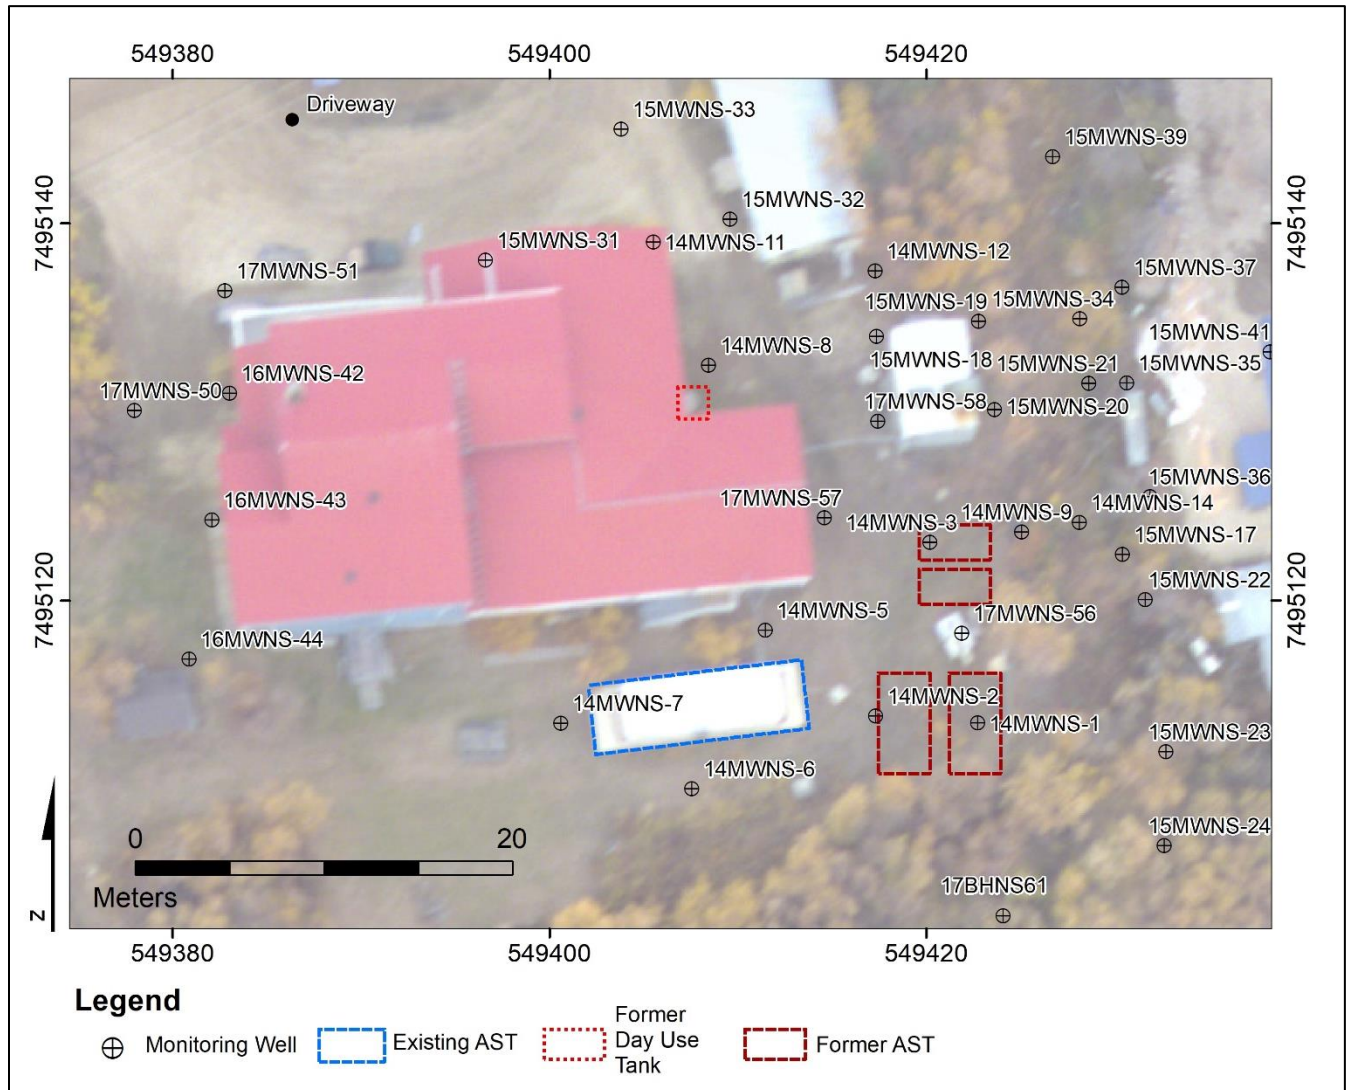 549380 549400 549420
Driveway
15MWNS-33
15MWNS-39
7495140
7495140
15MWNS-32
15MWNS-31
14MWNS-11
14MWNS-12
17MWNS-51
15MWNS-37
15MWNS-19
15MWNS-34
15MWNS-41
14MWNS-8
15MWNS-18
15MWNS-21
15MWNS-35
16MWNS-42
17MWNS-50
17MWNS-58
15MWNS-20
15MWNS-36
16MWNS-43
17MWNS-57
14MWNS-3
14MWNS-9
14MWNS-14
15MWNS-17
7495120
7495120
15MWNS-22
14MWNS-5
17MWNS-56
16MWNS-44
14MWNS-7
14MWNS-2
14MWNS-1
15MWNS-23
14MWNS-6
0 20
Meters
15MWNS-24
17BHNS61
z
549380 549400 549420
Legend
Monitoring Well
Existing AST
Former
Day Use
Tank
Former AST